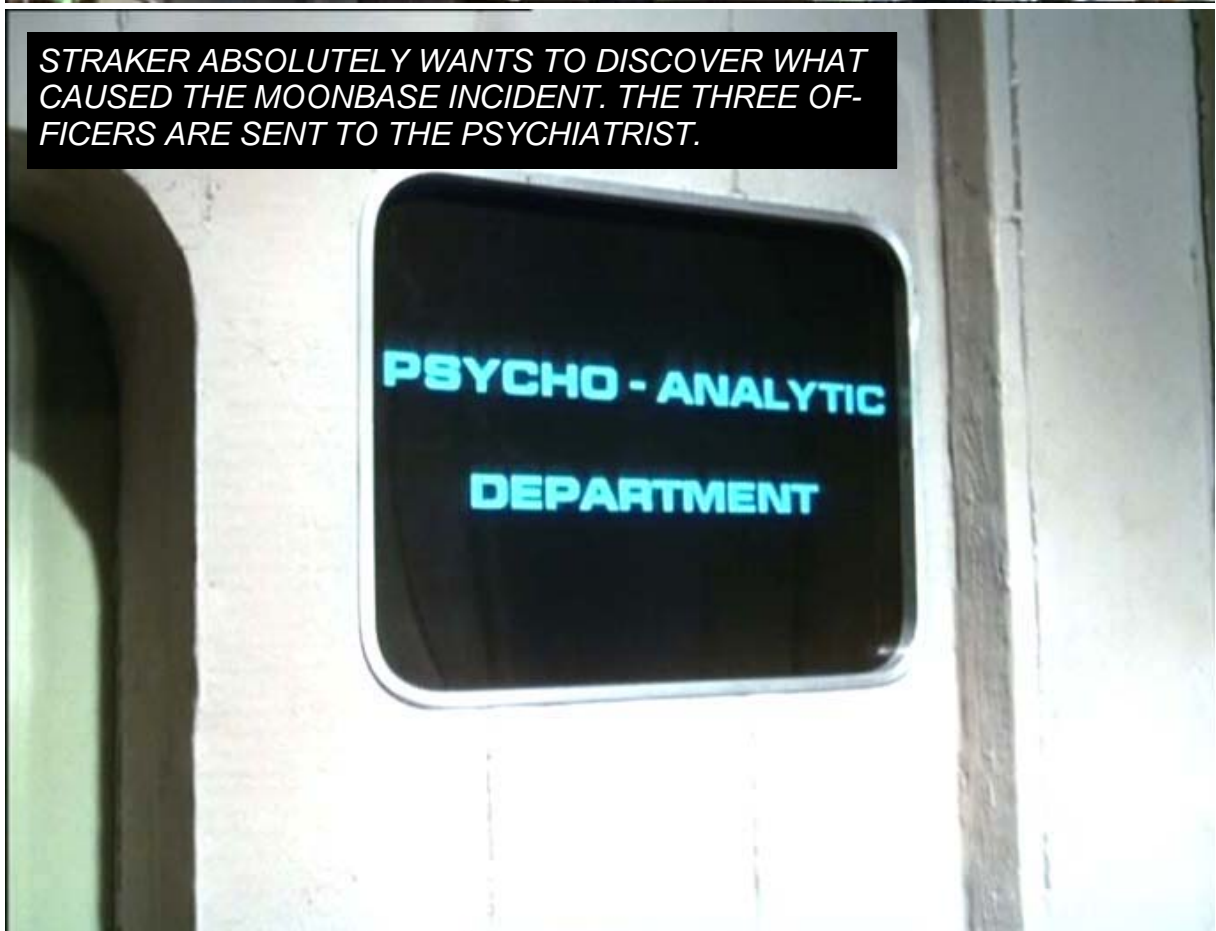 STRAKER ABSOLUTELY WANTS TO DISCOVER WHAT
CAUSED THE MOONBASE INCIDENT. THE THREE OF-
FICERS ARE SENT TO THE PSYCHIATRIST.
PSYCHO - ANALYTIC
DEPARTMENT